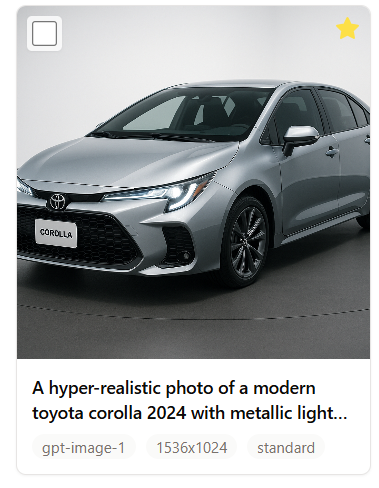 COROLLA
A hyper-realistic photo of a modern
toyota corolla 2024 with metallic light...
gpt-image-1
1536x1024
standard